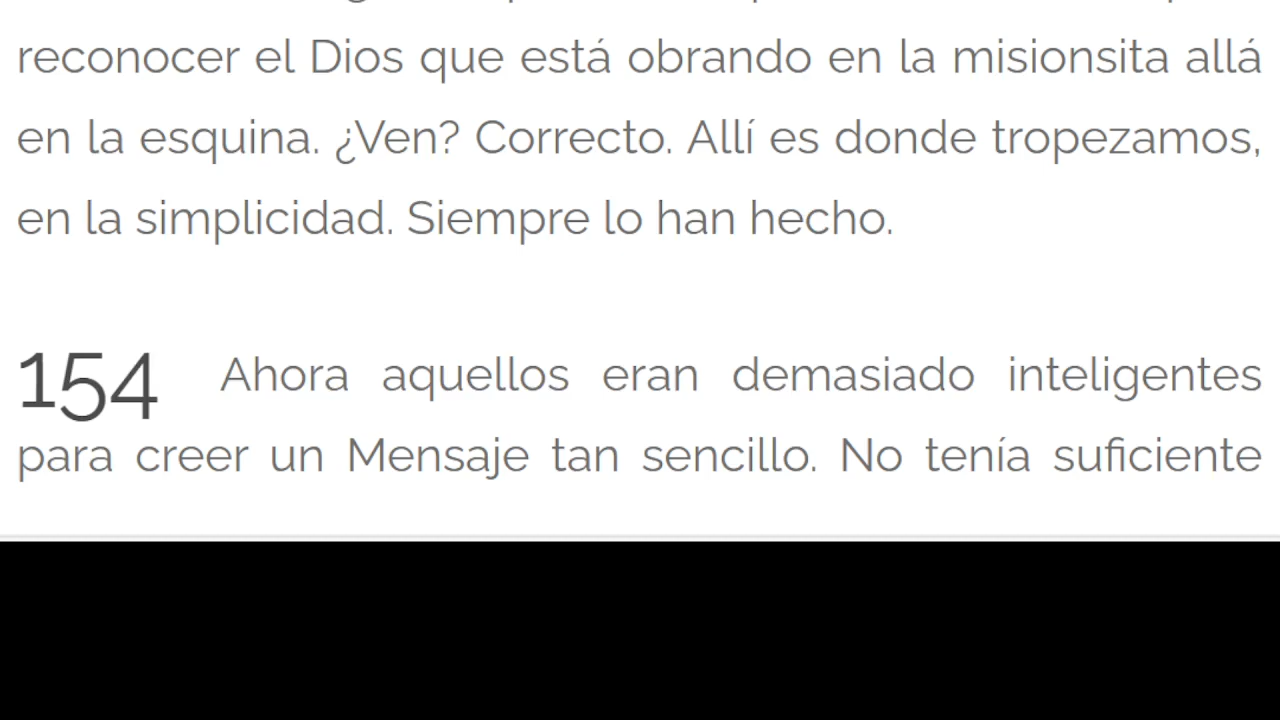 reconocer el Dios que está obrando en la misionsita allá
en la esquina. ¿Ven? Correcto. Allí es donde tropezamos,
en la simplicidad. Siempre lo han hecho.
154 Ahora aquellos eran demasiado inteligentes
para creer un Mensaje tan sencillo. No tenía suficiente